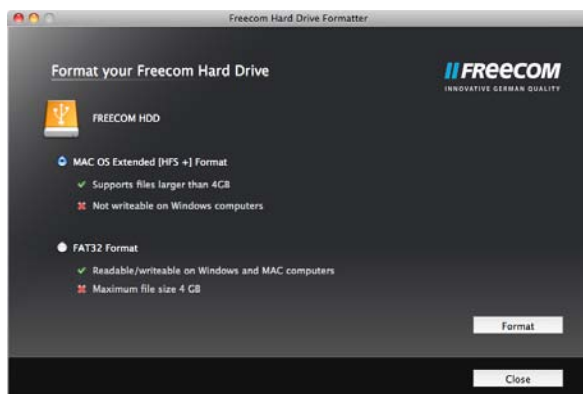 Freecom Hard Drive Formatter
Format your Freecom Hard Drive
FREECOM
INNOVATIVE GERMAN QUALITY
FREECOM HDD
MAC OS Extended [HFS +] Format
Supports files larger than 4GB
Not writeable on Windows computers
FAT32 Format
Readable/writeable on Windows and MAC computers
Maximum file size 4 GB
Format
Close